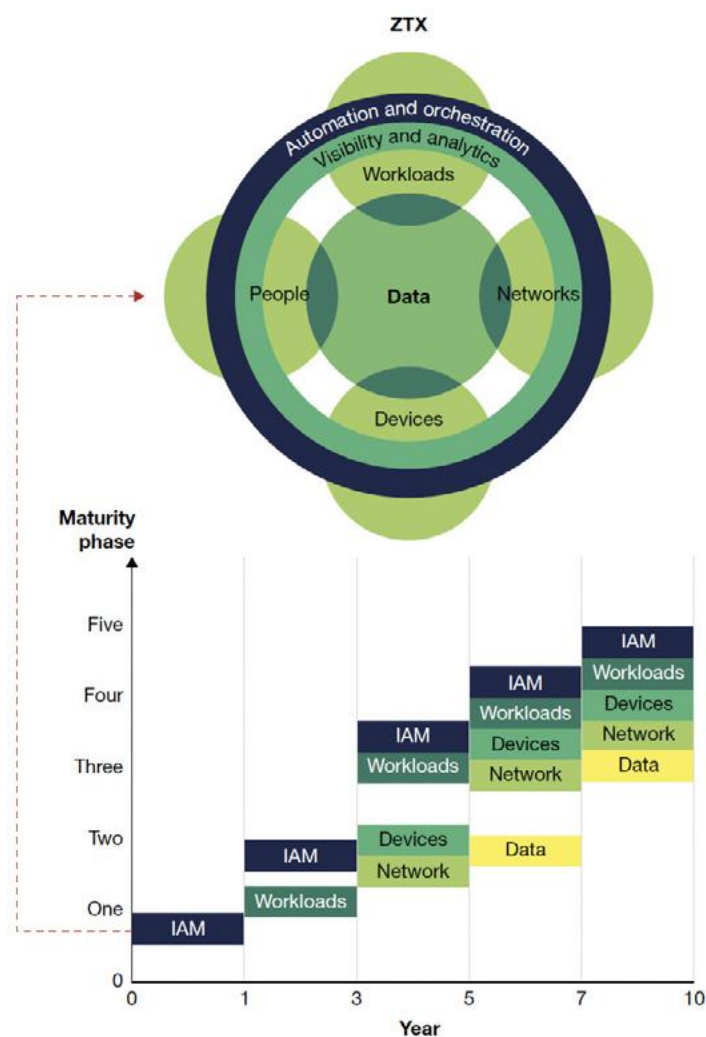 ZTX
Automation and orchestration
Visibility and analytics
Workloads
People
Data
Networks
Devices
Maturity
phase
Five
IAM
Workloads
Devices
Network
Data
Four
IAM
Workloads
Devices
Network
Three
IAM
Workloads
Two
Devices
Network
Data
IAM
One
Workloads
IAM
0
0
1
3
5
7
10
Year